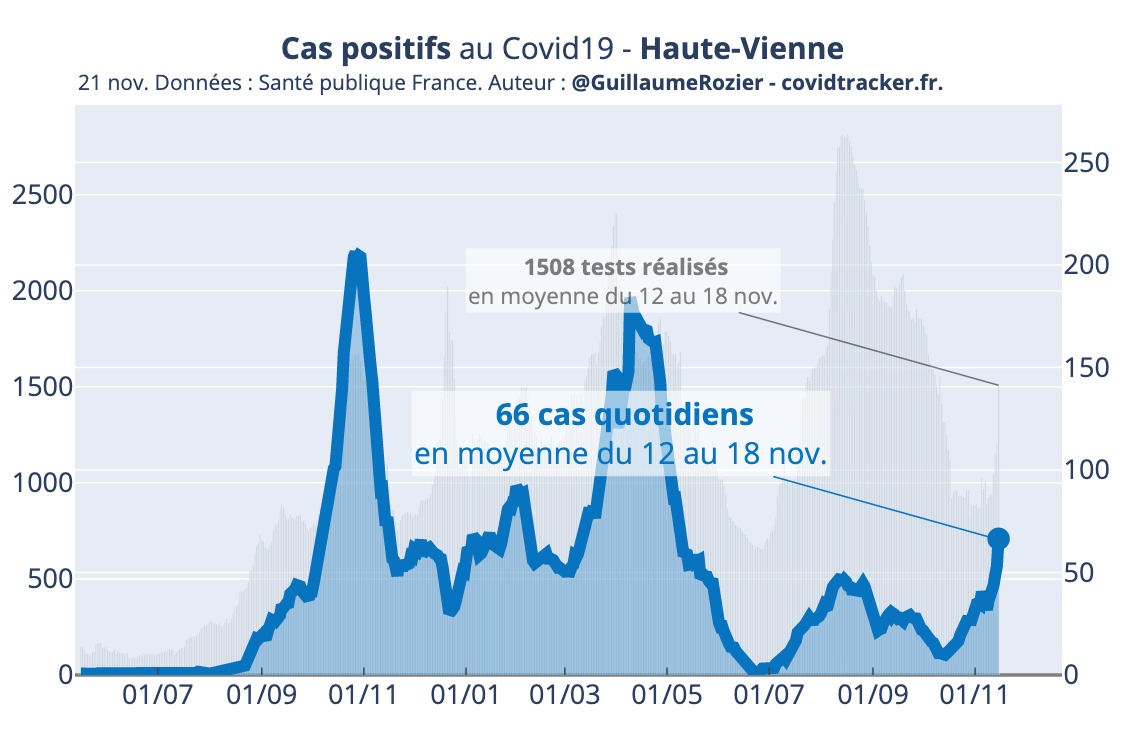 Cas positifs au Covid19 - Haute-Vienne
21 nov. Données : Santé publique France. Auteur : @GuillaumeRozier - covidtracker.fr.
250
2500
1508 tests réalisés
200
en moyenne du 12 au 18 nov.
2000
150
1500
66 cas quotidiens
en moyenne du 12 au 18 nov.
100
1000
50
500
0
0
01/07 01/09 01/11 01/01 01/03 01/05 01/07 01/09 01/11